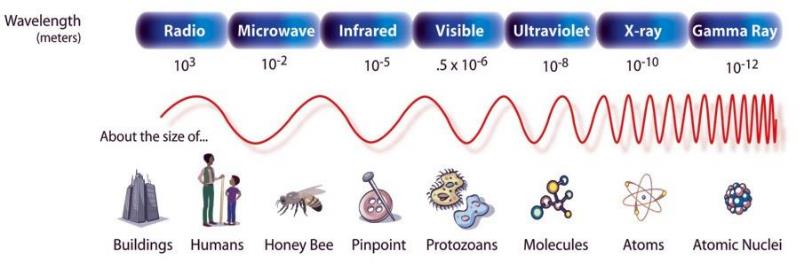 Wavelength
(meters)
Radio Microwave Infrared Visible Ultraviolet X-ray Gamma Ray
10³ 10⁻² 10⁻⁵ .5 x 10⁻⁶ 10⁻⁸ 10⁻¹⁰ 10⁻¹²
About the size of...
Buildings Humans Honey Bee Pinpoint Protozoans Molecules Atoms Atomic Nuclei